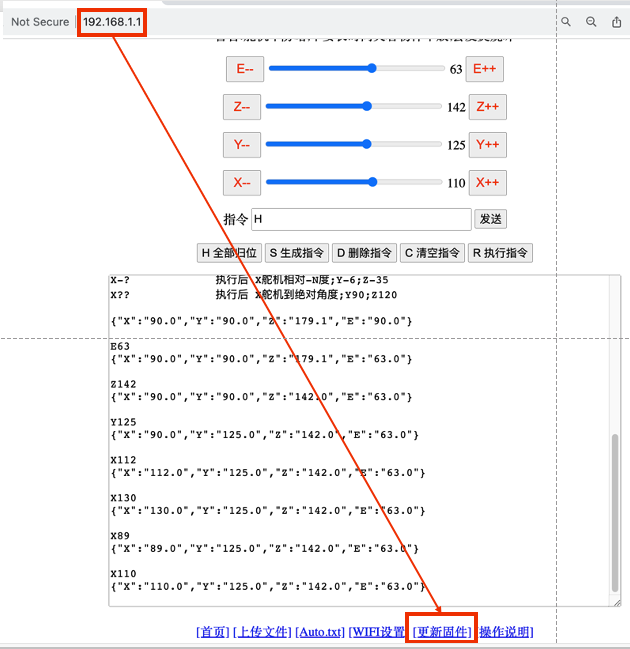 Not Secure 192.168.1.1
E-- 63 E++
Z-- 142 Z++
Y-- 125 Y++
X-- 110 X++
指令 H 发送
H 全部归位 S 生成指令 D 删除指令 C 清空指令 R 执行指令
X-? 执行后 X舵机相对-N度;Y-6;Z-35
X?? 执行后 X舵机到绝对角度;Y90;Z120
{"X":"90.0","Y":"90.0","Z":"179.1","E":"90.0"}
E63
{"X":"90.0","Y":"90.0","Z":"179.1","E":"63.0"}
Z142
{"X":"90.0","Y":"90.0","Z":"142.0","E":"63.0"}
Y125
{"X":"90.0","Y":"125.0","Z":"142.0","E":"63.0"}
X112
{"X":"112.0","Y":"125.0","Z":"142.0","E":"63.0"}
X130
{"X":"130.0","Y":"125.0","Z":"142.0","E":"63.0"}
X89
{"X":"89.0","Y":"125.0","Z":"142.0","E":"63.0"}
X110
{"X":"110.0","Y":"125.0","Z":"142.0","E":"63.0"}
[首页] [上传文件] [Auto.txt] [WIFI设置 [更新固件] 操作说明]